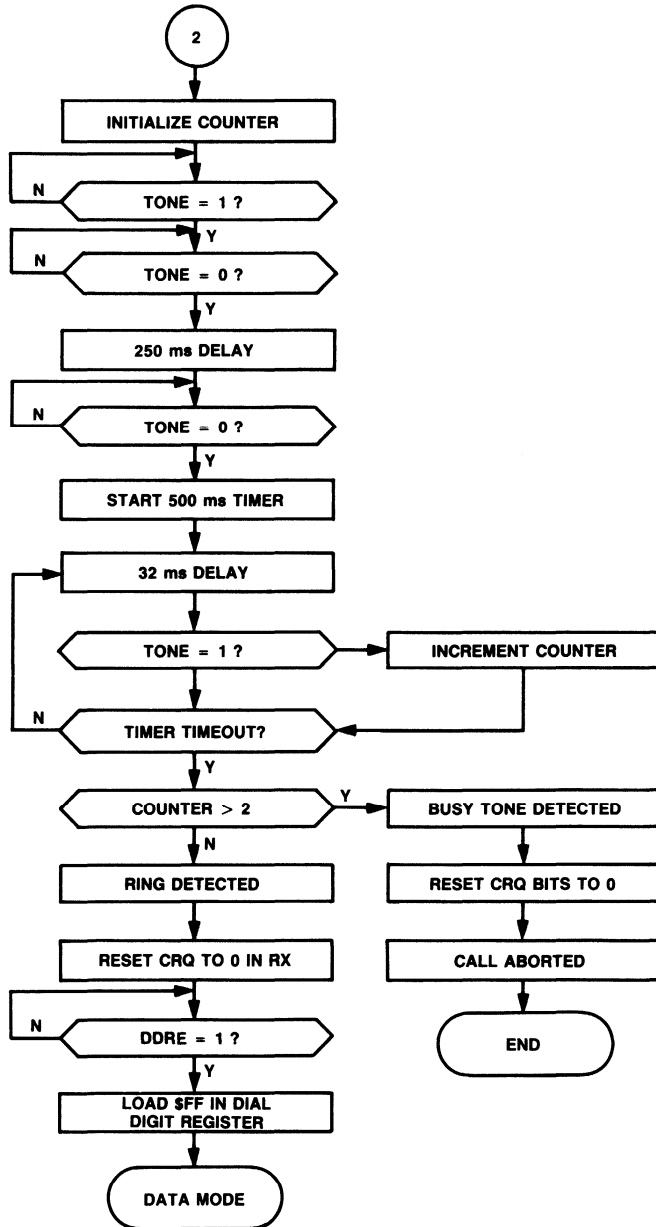 2
INITIALIZE COUNTER
N
TONE = 1 ?
Y
N
TONE = 0 ?
Y
250 ms DELAY
N
TONE = 0 ?
Y
START 500 ms TIMER
32 ms DELAY
TONE = 1 ?
INCREMENT COUNTER
N
TIMER TIMEOUT?
Y
COUNTER > 2
Y
BUSY TONE DETECTED
N
RING DETECTED
RESET CRQ BITS TO 0
RESET CRQ TO 0 IN RX
CALL ABORTED
N
DDRE = 1 ?
END
Y
LOAD $FF IN DIAL
DIGIT REGISTER
DATA MODE